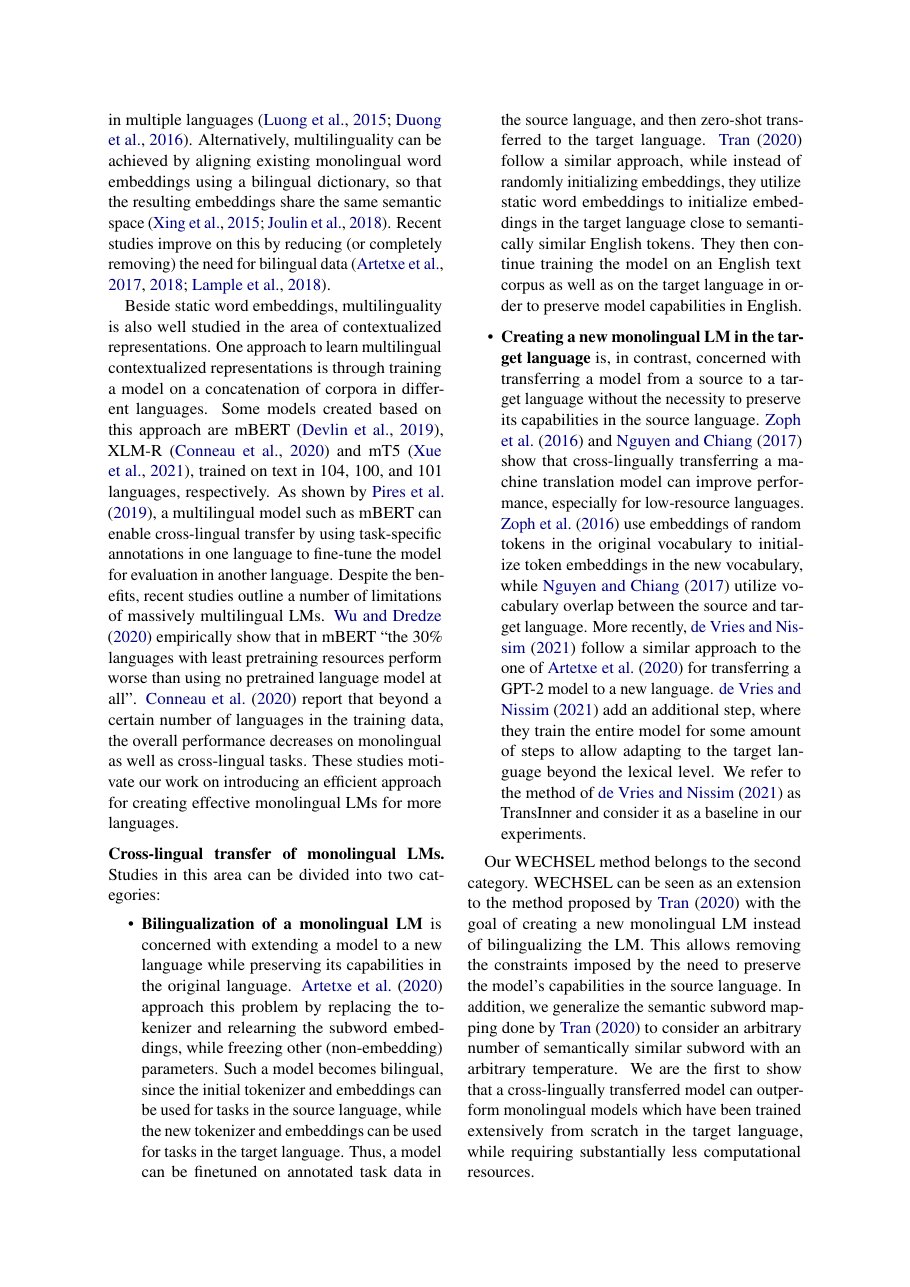 in multiple languages (Luong et al., 2015; Duong
et al., 2016). Alternatively, multilinguality can be
achieved by aligning existing monolingual word
embeddings using a bilingual dictionary, so that
the resulting embeddings share the same semantic
space (Xing et al., 2015; Joulin et al., 2018). Recent
studies improve on this by reducing (or completely
removing) the need for bilingual data (Artetxe et al.,
2017, 2018; Lample et al., 2018).
Beside static word embeddings, multilinguality
is also well studied in the area of contextualized
representations. One approach to learn multilingual
contextualized representations is through training
a model on a concatenation of corpora in differ-
ent languages. Some models created based on
this approach are mBERT (Devlin et al., 2019),
XLM-R (Conneau et al., 2020) and mT5 (Xue
et al., 2021), trained on text in 104, 100, and 101
languages, respectively. As shown by Pires et al.
(2019), a multilingual model such as mBERT can
enable cross-lingual transfer by using task-specific
annotations in one language to fine-tune the model
for evaluation in another language. Despite the ben-
efits, recent studies outline a number of limitations
of massively multilingual LMs. Wu and Dredze
(2020) empirically show that in mBERT “the 30%
languages with least pretraining resources perform
worse than using no pretrained language model at
all”. Conneau et al. (2020) report that beyond a
certain number of languages in the training data,
the overall performance decreases on monolingual
as well as cross-lingual tasks. These studies moti-
vate our work on introducing an efficient approach
for creating effective monolingual LMs for more
languages.
Cross-lingual transfer of monolingual LMs.
Studies in this area can be divided into two cat-
egories:
• Bilingualization of a monolingual LM is
concerned with extending a model to a new
language while preserving its capabilities in
the original language. Artetxe et al. (2020)
approach this problem by replacing the to-
kenizer and relearning the subword embed-
dings, while freezing other (non-embedding)
parameters. Such a model becomes bilingual,
since the initial tokenizer and embeddings can
be used for tasks in the source language, while
the new tokenizer and embeddings can be used
for tasks in the target language. Thus, a model
can be finetuned on annotated task data in
the source language, and then zero-shot trans-
ferred to the target language. Tran (2020)
follow a similar approach, while instead of
randomly initializing embeddings, they utilize
static word embeddings to initialize embed-
dings in the target language close to semanti-
cally similar English tokens. They then con-
tinue training the model on an English text
corpus as well as on the target language in or-
der to preserve model capabilities in English.
• Creating a new monolingual LM in the tar-
get language is, in contrast, concerned with
transferring a model from a source to a tar-
get language without the necessity to preserve
its capabilities in the source language. Zoph
et al. (2016) and Nguyen and Chiang (2017)
show that cross-lingually transferring a ma-
chine translation model can improve perfor-
mance, especially for low-resource languages.
Zoph et al. (2016) use embeddings of random
tokens in the original vocabulary to initial-
ize token embeddings in the new vocabulary,
while Nguyen and Chiang (2017) utilize vo-
cabulary overlap between the source and tar-
get language. More recently, de Vries and Nis-
sim (2021) follow a similar approach to the
one of Artetxe et al. (2020) for transferring a
GPT-2 model to a new language. de Vries and
Nissim (2021) add an additional step, where
they train the entire model for some amount
of steps to allow adapting to the target lan-
guage beyond the lexical level. We refer to
the method of de Vries and Nissim (2021) as
TransInner and consider it as a baseline in our
experiments.
Our WECHSEL method belongs to the second
category. WECHSEL can be seen as an extension
to the method proposed by Tran (2020) with the
goal of creating a new monolingual LM instead
of bilingualizing the LM. This allows removing
the constraints imposed by the need to preserve
the model’s capabilities in the source language. In
addition, we generalize the semantic subword map-
ping done by Tran (2020) to consider an arbitrary
number of semantically similar subword with an
arbitrary temperature. We are the first to show
that a cross-lingually transferred model can outper-
form monolingual models which have been trained
extensively from scratch in the target language,
while requiring substantially less computational
resources.